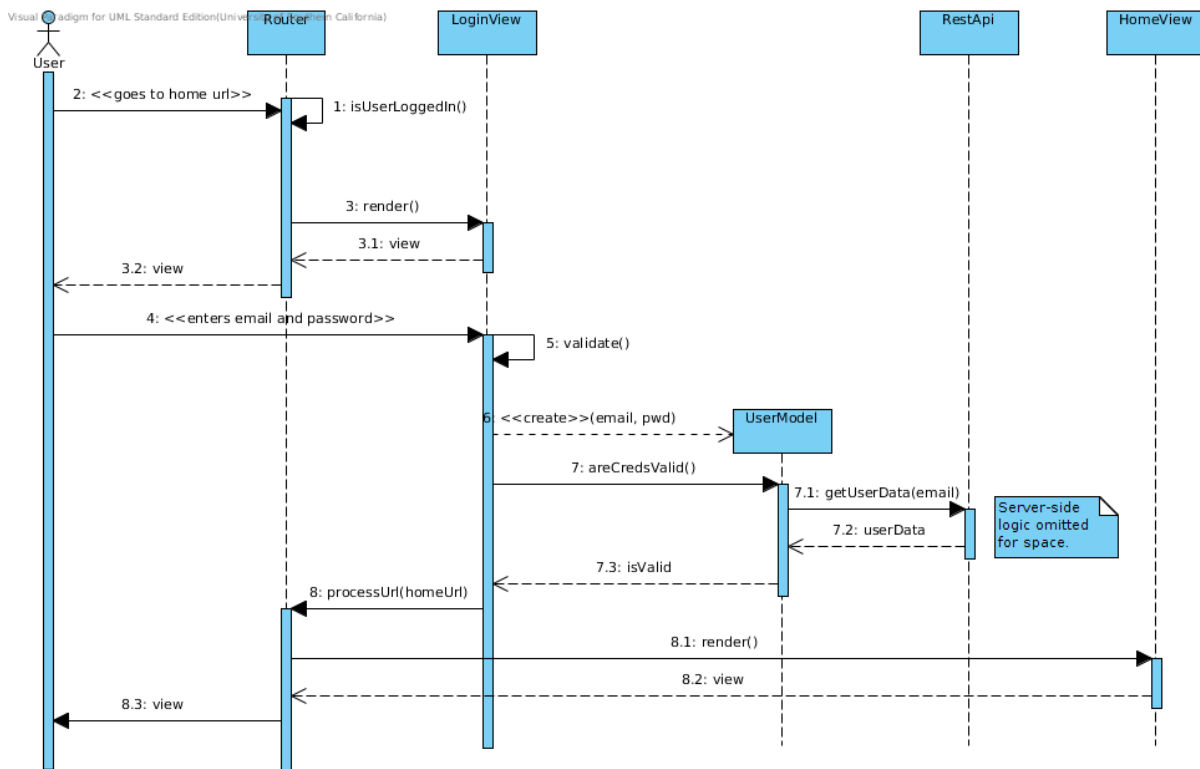 Visual Paradigm for UML Standard Edition(University of Southern California)
Router
LoginView
RestApi
HomeView
User
2: <<goes to home url>>
1: isUserLoggedIn()
3: render()
3.1: view
3.2: view
4: <<enters email and password>>
5: validate()
6: <<create>>(email, pwd)
UserModel
7: areCredsValid()
7.1: getUserData(email)
Server-side
logic omitted
for space.
7.2: userData
7.3: isValid
8: processUrl(homeUrl)
8.1: render()
8.2: view
8.3: view